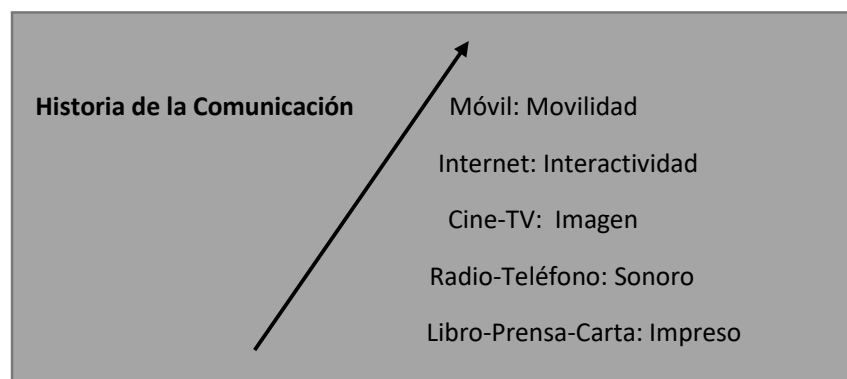 Historia de la Comunicación
Móvil: Movilidad
Internet: Interactividad
Cine-TV: Imagen
Radio-Teléfono: Sonoro
Libro-Prensa-Carta: Impreso